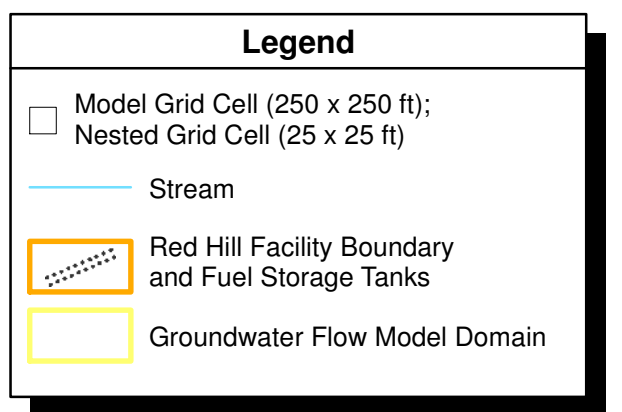 Legend
Model Grid Cell (250 x 250 ft);
Nested Grid Cell (25 x 25 ft)
Stream
Red Hill Facility Boundary
and Fuel Storage Tanks
Groundwater Flow Model Domain